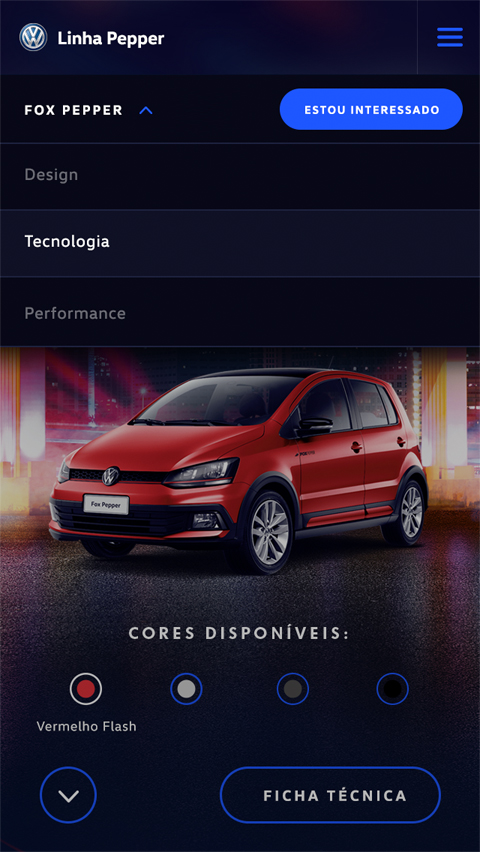 Linha Pepper
FOX PEPPER
ESTOU INTERESSADO
Design
Tecnologia
Performance
Fox Pepper
CORES DISPONÍVEIS:
Vermelho Flash
FICHA TÉCNICA